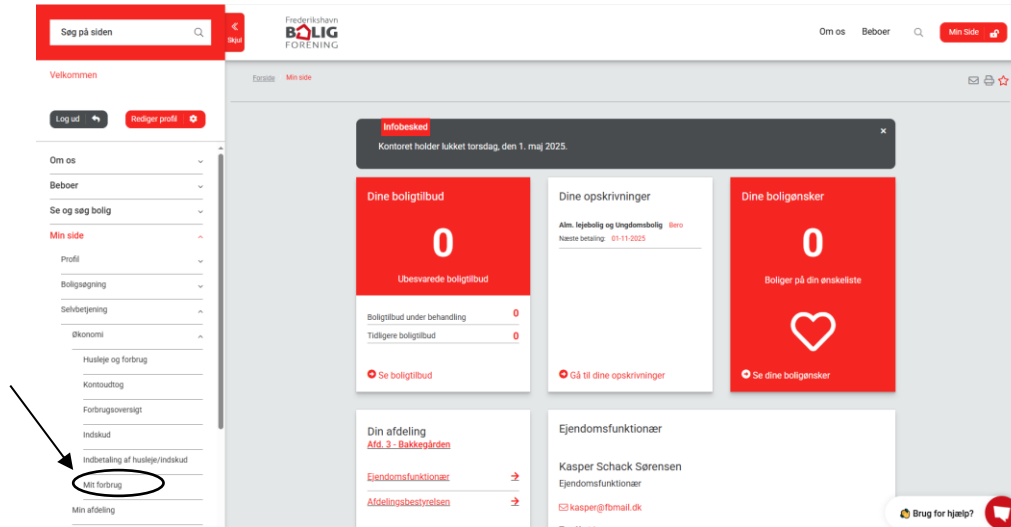 Søg på siden
Skjul
Frederikshavn
BOLIG
FORENING
Om os
Beboer
Min Side
Velkommen
Forside
Min side
Log ud
Rediger profil
Om os
Beboer
Se og søg bolig
Min side
Profil
Boligsøgning
Selvbetjening
Økonomi
Husleje og forbrug
Kontoudtog
Forbrugsoversigt
Indskud
Indbetaling af husleje/indskud
Mit forbrug
Min afdeling
Infobesked
Kontoret holder lukket torsdag, den 1. maj 2025.
Dine boligtilbud
0
Ubesvarede boligtilbud
Boligtilbud under behandling 0
Tidligere boligtilbud 0
Se boligtilbud
Dine opskrivninger
Alm. lejebolig og Ungdomsbolig Bero
Næste betaling: 01-11-2025
Gå til dine opskrivninger
Dine boligønsker
0
Boliger på din ønskeliste
Se dine boligønsker
Din afdeling
Afd. 3 - Bakkegården
Ejendomsfunktionær
Afdelingsbestyrelsen
Ejendomsfunktionær
Kasper Schack Sørensen
Ejendomsfunktionær
kasper@fbmail.dk
Brug for hjælp?